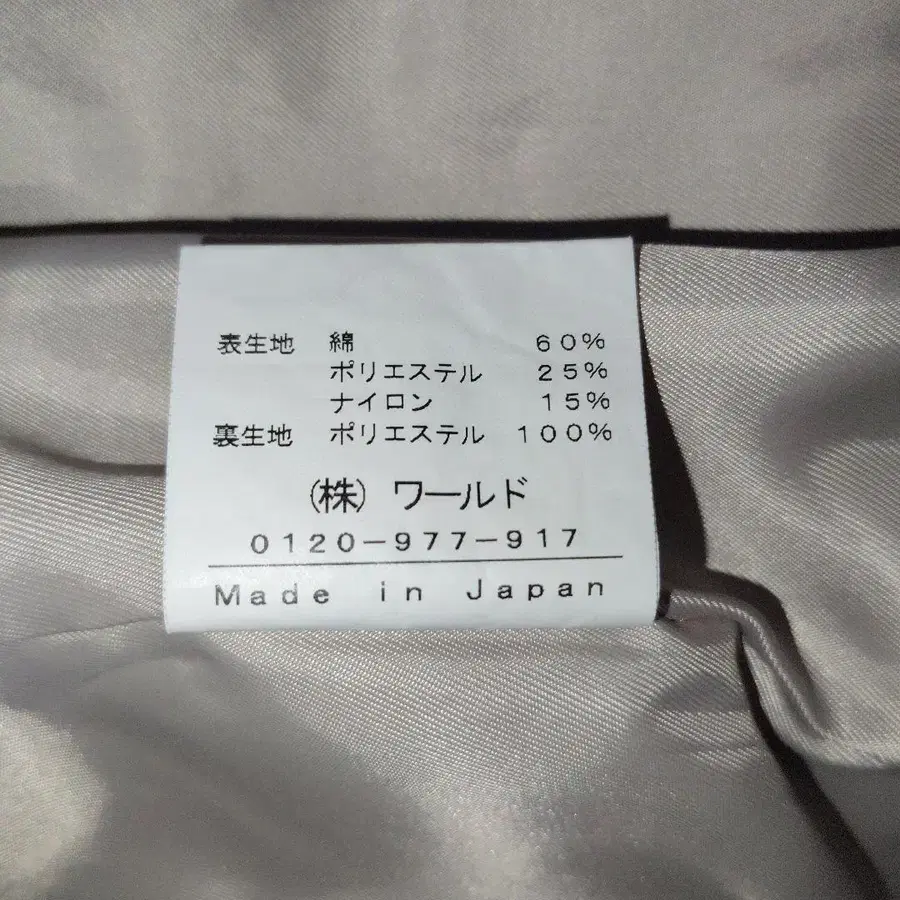 表生地 綿 60%
ポリエステル 25%
ナイロン 15%
裏生地 ポリエステル 100%
(株) ワールド
0120-977-917
Made in Japan